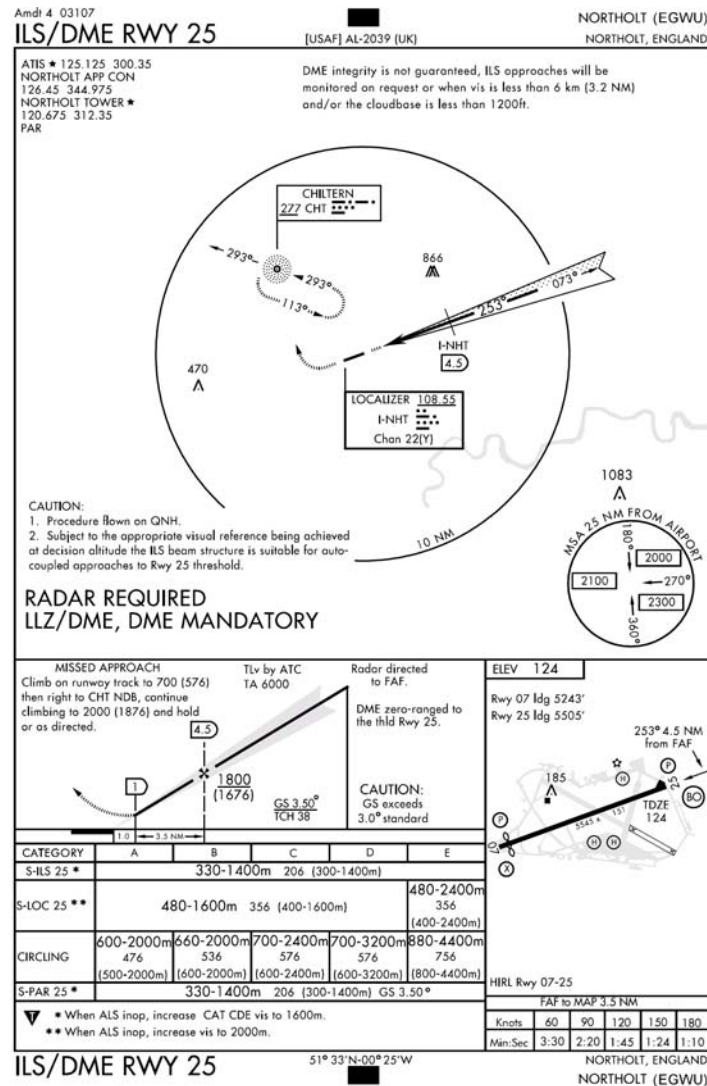 Amdt 4 03107
ILS/DME RWY 25
[USAF] AL-2039 (UK)
NORTHOLT (EGWU)
NORTHOLT, ENGLAND
ATIS ★ 125.125 300.35
NORTHOLT APP CON
126.45 344.975
NORTHOLT TOWER ★
120.675 312.35
PAR
DME integrity is not guaranteed, ILS approaches will be
monitored on request or when vis is less than 6 km (3.2 NM)
and/or the cloudbase is less than 1200ft.
CHILTERN
277 CHT
293°
293°
113°
866
073°
253°
I-NHT
4.5
470
LOCALIZER 108.55
I-NHT
Chan 22(Y)
1083
10 NM
CAUTION:
1. Procedure flown on QNH.
2. Subject to the appropriate visual reference being achieved
at decision altitude the ILS beam structure is suitable for auto-
coupled approaches to Rwy 25 threshold.
MSA 25 NM FROM AIRPORT
180°
2000
2100
270°
2300
360°
RADAR REQUIRED
LLZ/DME, DME MANDATORY
MISSED APPROACH
Climb on runway track to 700 (576)
then right to CHT NDB, continue
climbing to 2000 (1876) and hold
or as directed.
TLv by ATC
TA 6000
Radar directed
to FAF.
DME zero-ranged to
the thld Rwy 25.
4.5
1
1800
(1676)
GS 3.50°
TCH 38
CAUTION:
GS exceeds
3.0° standard
1.0
3.5 NM
ELEV 124
Rwy 07 ldg 5243'
Rwy 25 ldg 5505'
253° 4.5 NM
from FAF
185
H
P
25
BO
TDZE
124
5545 x 151
P
H H
07
X
HIRL Rwy 07-25
CATEGORY A B C D E
S-ILS 25 * 330-1400m 206 (300-1400m)
S-LOC 25 ** 480-1600m 356 (400-1600m)
480-2400m
356
(400-2400m)
CIRCLING
600-2000m 660-2000m 700-2400m 700-3200m 880-4400m
476 536 576 576 756
(500-2000m) (600-2000m) (600-2400m) (600-3200m) (800-4400m)
S-PAR 25 * 330-1400m 206 (300-1400m) GS 3.50°
T
* When ALS inop, increase CAT CDE vis to 1600m.
** When ALS inop, increase vis to 2000m.
FAF to MAP 3.5 NM
Knots 60 90 120 150 180
Min:Sec 3:30 2:20 1:45 1:24 1:10
ILS/DME RWY 25
51° 33'N-00° 25'W
NORTHOLT, ENGLAND
NORTHOLT (EGWU)